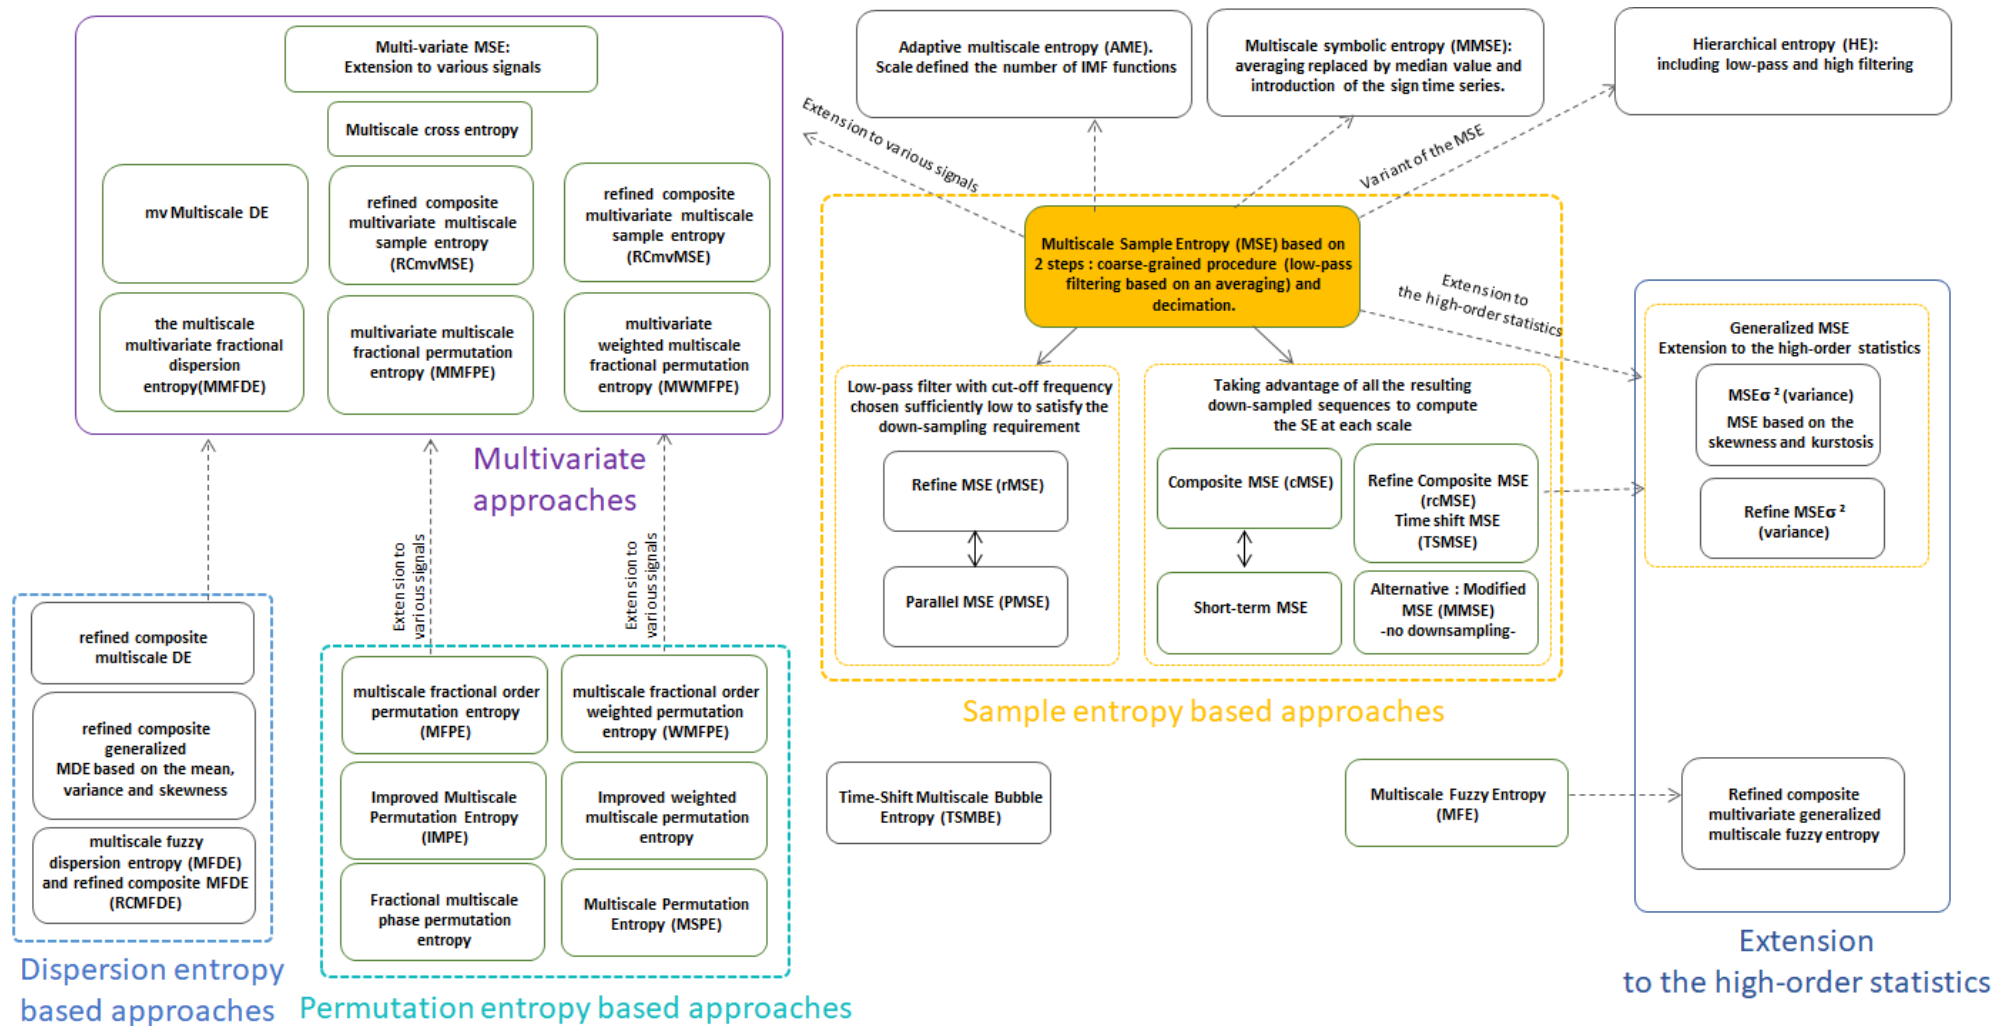 Multi-variate MSE:
Extension to various signals
Multiscale cross entropy
mv Multiscale DE
refined composite
multivariate multiscale
sample entropy
(RCmvMSE)
refined composite
multivariate multiscale
sample entropy
(RCmvMSE)
the multiscale
multivariate fractional
dispersion
entropy(MMFDE)
multivariate multiscale
fractional permutation
entropy (MMFPE)
multivariate
weighted multiscale
fractional permutation
entropy (MWMFPE)
Multivariate
approaches
Adaptive multiscale entropy (AME).
Scale defined the number of IMF functions
Multiscale symbolic entropy (MMSE):
averaging replaced by median value and
introduction of the sign time series.
Hierarchical entropy (HE):
including low-pass and high filtering
Extension to various signals
Variant of the MSE
Multiscale Sample Entropy (MSE) based on
2 steps : coarse-grained procedure (low-pass
filtering based on an averaging) and
decimation.
Extension to
the high-order statistics
Low-pass filter with cut-off frequency
chosen sufficiently low to satisfy the
down-sampling requirement
Refine MSE (rMSE)
Parallel MSE (PMSE)
Taking advantage of all the resulting
down-sampled sequences to compute
the SE at each scale
Composite MSE (cMSE)
Short-term MSE
Refine Composite MSE
(rcMSE)
Time shift MSE
(TSMSE)
Alternative : Modified
MSE (MMSE)
-no downsampling-
Sample entropy based approaches
Generalized MSE
Extension to the high-order statistics
MSEσ ² (variance)
MSE based on the
skewness and kurstosis
Refine MSEσ ²
(variance)
Refined composite
multivariate generalized
multiscale fuzzy entropy
Extension
to the high-order statistics
Multiscale Fuzzy Entropy
(MFE)
Time-Shift Multiscale Bubble
Entropy (TSMBE)
Extension to
various signals
Extension to
various signals
refined composite
multiscale DE
refined composite
generalized
MDE based on the mean,
variance and skewness
multiscale fuzzy
dispersion entropy (MFDE)
and refined composite MFDE
(RCMFDE)
Dispersion entropy
based approaches
multiscale fractional order
permutation entropy
(MFPE)
multiscale fractional order
weighted permutation
entropy (WMFPE)
Improved Multiscale
Permutation Entropy
(IMPE)
Improved weighted
multiscale permutation
entropy
Fractional multiscale
phase permutation
entropy
Multiscale Permutation
Entropy (MSPE)
Permutation entropy based approaches